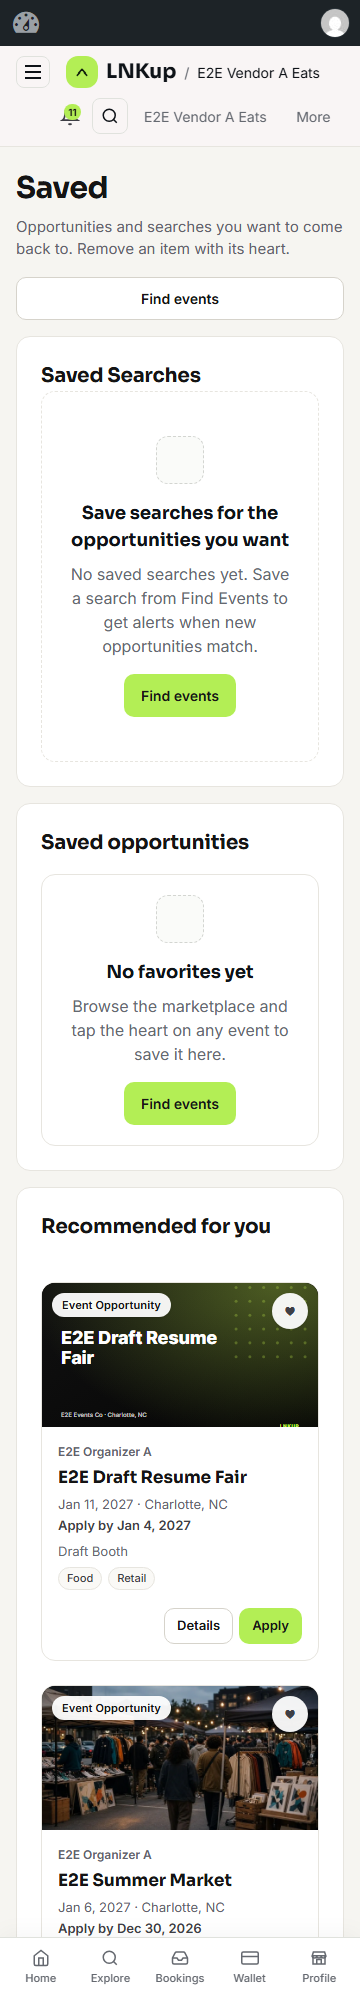 LNKup / E2E Vendor A Eats
11
E2E Vendor A Eats More
Saved
Opportunities and searches you want to come
back to. Remove an item with its heart.
Find events
Saved Searches
Save searches for the
opportunities you want
No saved searches yet. Save
a search from Find Events to
get alerts when new
opportunities match.
Find events
Saved opportunities
No favorites yet
Browse the marketplace and
tap the heart on any event to
save it here.
Find events
Recommended for you
Event Opportunity
E2E Draft Resume
Fair
E2E Events Co · Charlotte, NC
LNKUP
E2E Organizer A
E2E Draft Resume Fair
Jan 11, 2027 · Charlotte, NC
Apply by Jan 4, 2027
Draft Booth
Food Retail
Details Apply
Event Opportunity
E2E Organizer A
E2E Summer Market
Jan 6, 2027 · Charlotte, NC
Apply by Dec 30, 2026
Home Explore Bookings Wallet Profile